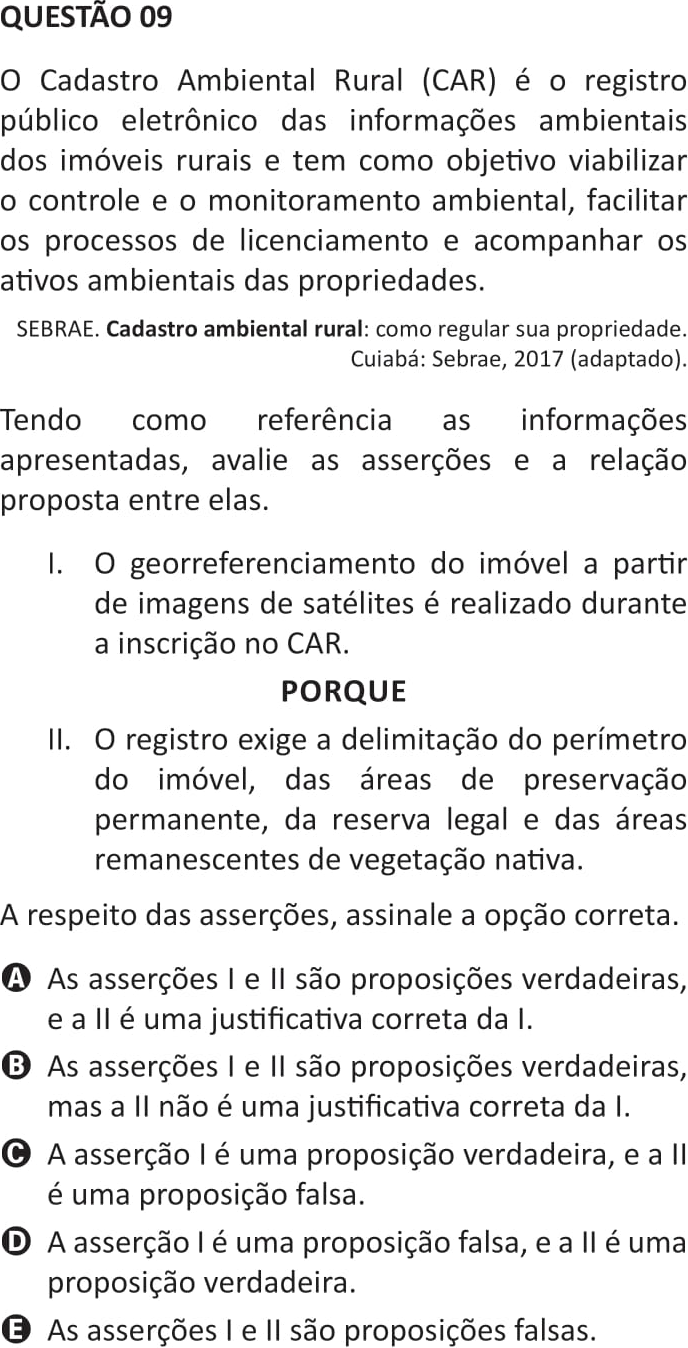 QUESTÃO 09
O Cadastro Ambiental Rural (CAR) é o registro
público eletrônico das informações ambientais
dos imóveis rurais e tem como objetivo viabilizar
o controle e o monitoramento ambiental, facilitar
os processos de licenciamento e acompanhar os
ativos ambientais das propriedades.
SEBRAE. Cadastro ambiental rural: como regular sua propriedade.
Cuiabá: Sebrae, 2017 (adaptado).
Tendo como referência as informações
apresentadas, avalie as asserções e a relação
proposta entre elas.
I. O georreferenciamento do imóvel a partir
de imagens de satélites é realizado durante
a inscrição no CAR.
PORQUE
II. O registro exige a delimitação do perímetro
do imóvel, das áreas de preservação
permanente, da reserva legal e das áreas
remanescentes de vegetação nativa.
A respeito das asserções, assinale a opção correta.
A As asserções I e II são proposições verdadeiras,
e a II é uma justificativa correta da I.
B As asserções I e II são proposições verdadeiras,
mas a II não é uma justificativa correta da I.
C A asserção I é uma proposição verdadeira, e a II
é uma proposição falsa.
D A asserção I é uma proposição falsa, e a II é uma
proposição verdadeira.
E As asserções I e II são proposições falsas.